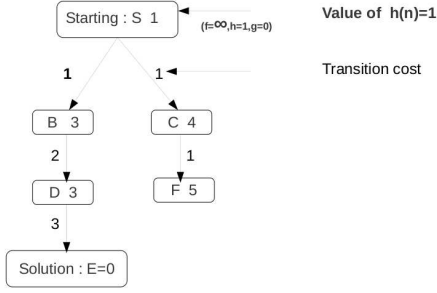 Starting : S 1
Value of h(n)=1
(f=∞,h=1,g=0)
1
1
Transition cost
B 3
C 4
2
1
D 3
F 5
3
Solution : E=0